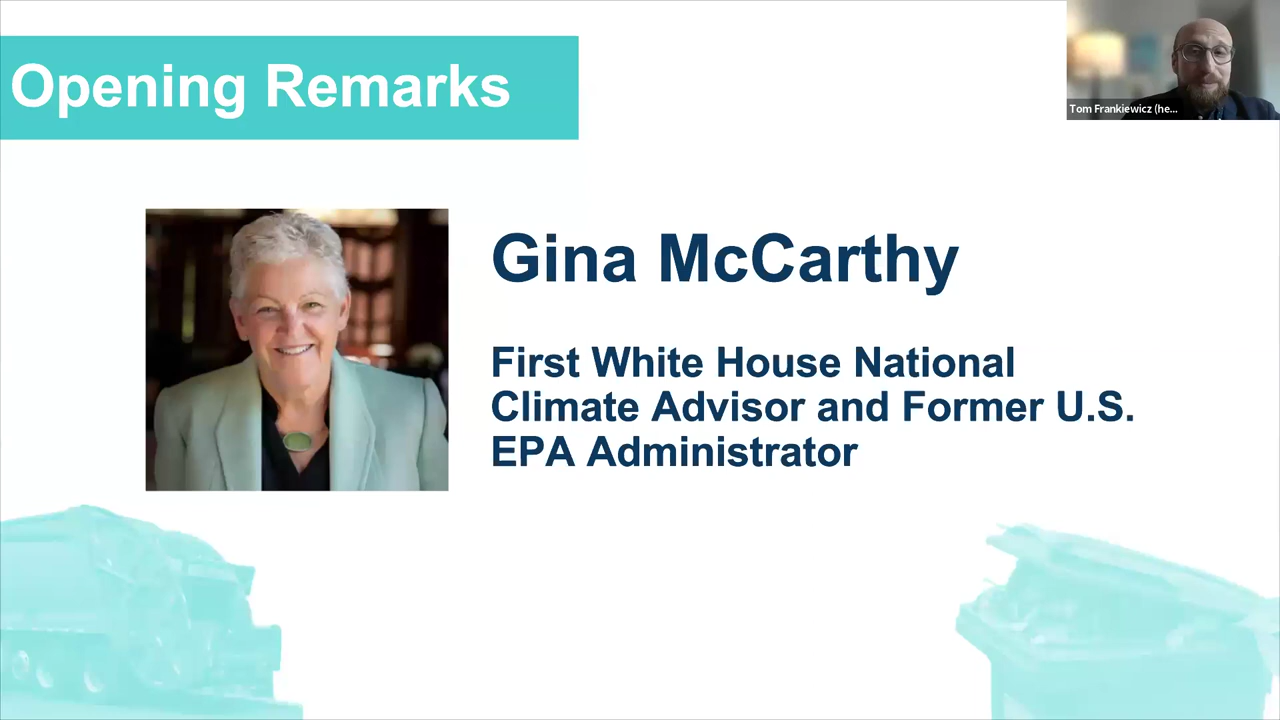 Opening Remarks
Tom Frankiewicz (he...
Gina McCarthy
First White House National
Climate Advisor and Former U.S.
EPA Administrator